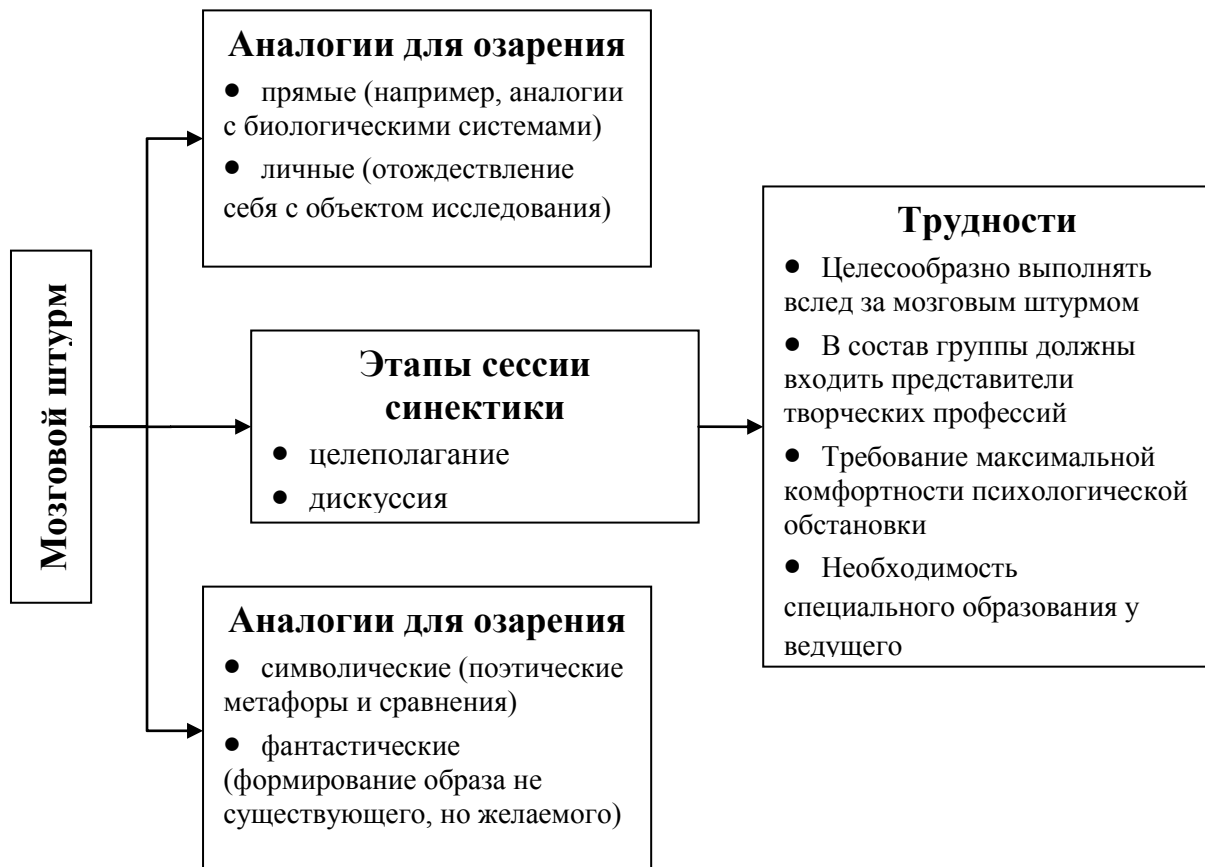 Мозговой штурм
Аналогии для озарения
● прямые (например, аналогии
с биологическими системами)
● личные (отождествление
себя с объектом исследования)
Этапы сессии
синектики
● целеполагание
● дискуссия
Аналогии для озарения
● символические (поэтические
метафоры и сравнения)
● фантастические
(формирование образа не
существующего, но желаемого)
Трудности
● Целесообразно выполнять
вслед за мозговым штурмом
● В состав группы должны
входить представители
творческих профессий
● Требование максимальной
комфортности психологической
обстановки
● Необходимость
специального образования у
ведущего